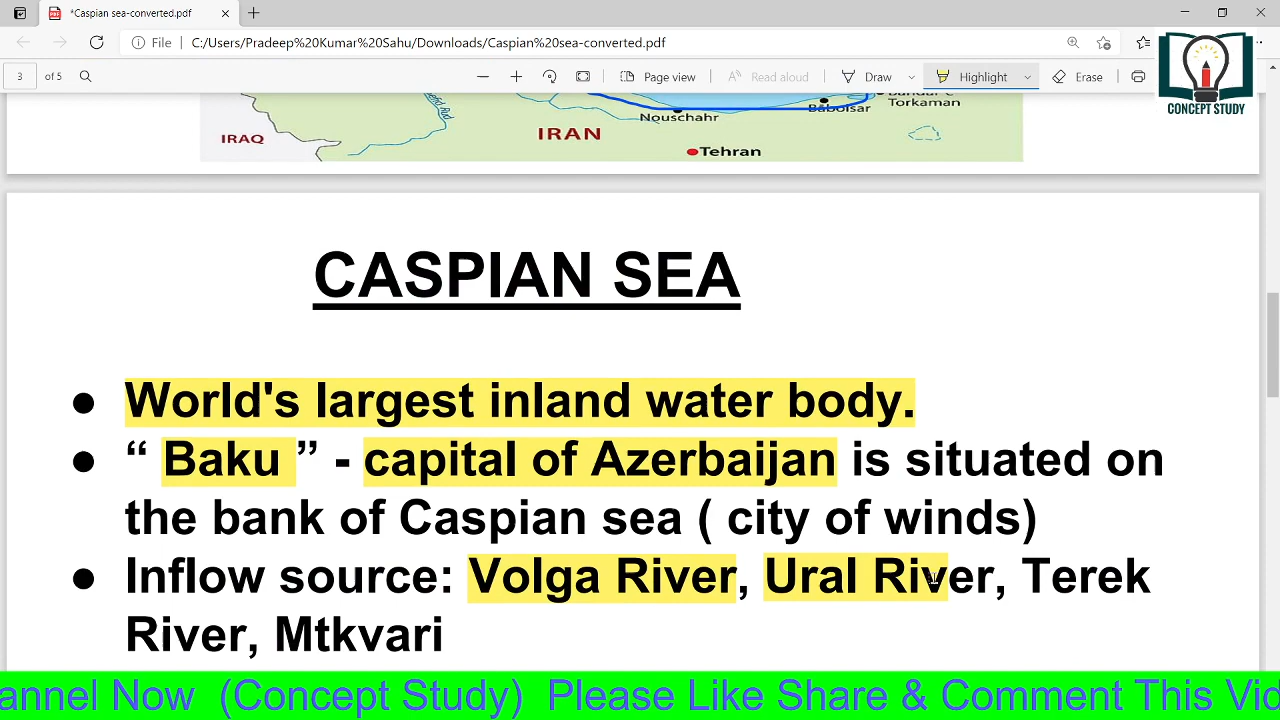 *Caspian sea-converted.pdf
File C:/Users/Pradeep%20Kumar%20Sahu/Downloads/Caspian%20sea-converted.pdf
3 of 5 Page view Read aloud Draw Highlight Erase
CONCEPT STUDY
Torkaman
Nouschahr
Babolsar
IRAQ
IRAN
Tehran
CASPIAN SEA
● World's largest inland water body.
● “ Baku ” - capital of Azerbaijan is situated on
the bank of Caspian sea ( city of winds)
● Inflow source: Volga River, Ural River, Terek
River, Mtkvari
annel Now (Concept Study) Please Like Share & Comment This Vid